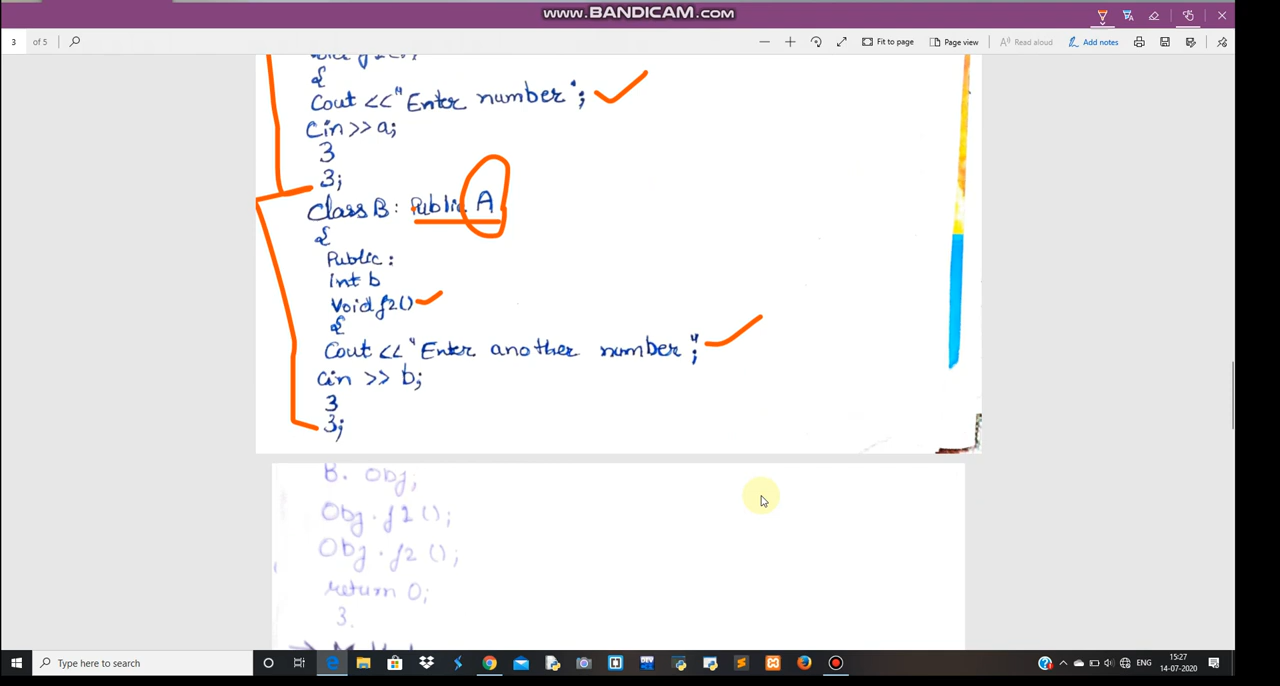 www.BANDICAM.com
3 of 5
Fit to page
Page view
Read aloud
Add notes
{
Cout <<"Enter number";
Cin >> a;
}
};
Class B: Public A
{
Public:
Int b
Void f2()
{
Cout << "Enter another number";
cin >> b;
}
};
B. Obj;
Obj.f1();
Obj.f2();
return 0;
}.
Type here to search
ENG
15:27
14-07-2020